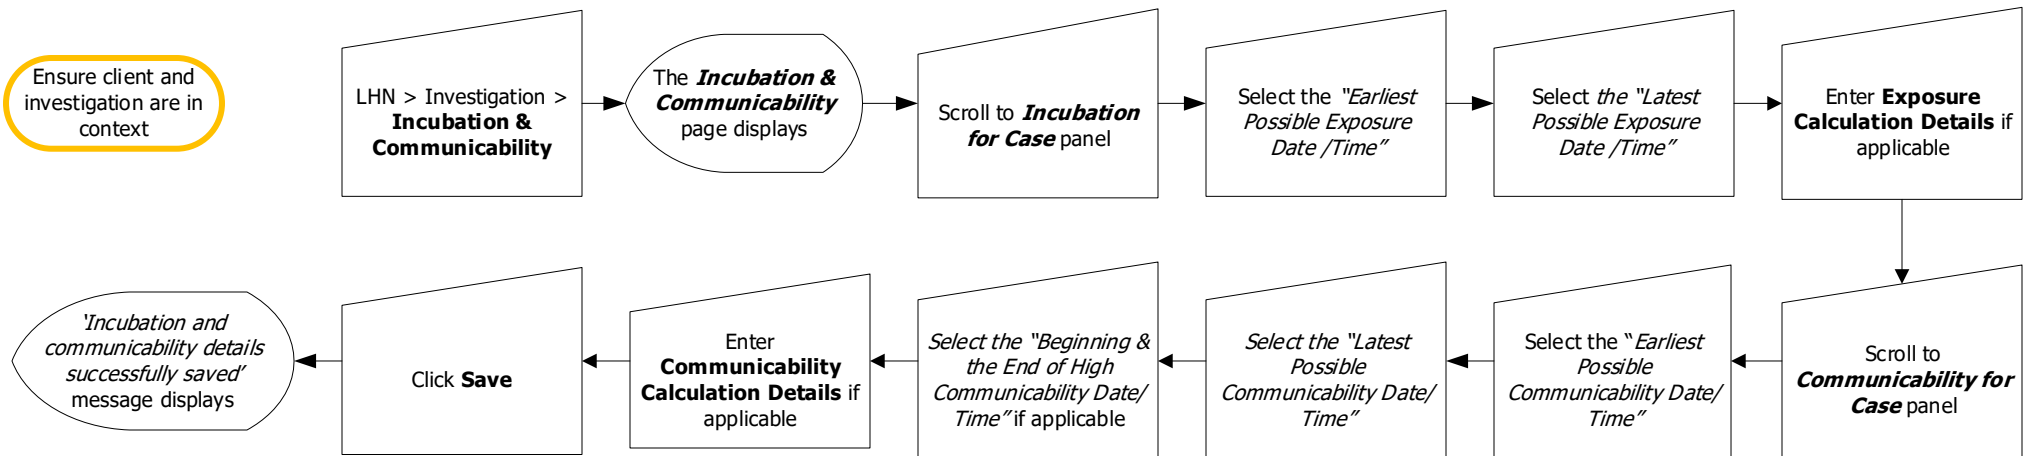 Ensure client and
investigation are in
context
LHN > Investigation >
Incubation &
Communicability
The Incubation &
Communicability
page displays
Scroll to Incubation
for Case panel
Select the “Earliest
Possible Exposure
Date /Time”
Select the “Latest
Possible Exposure
Date /Time”
Enter Exposure
Calculation Details if
applicable
Scroll to
Communicability for
Case panel
Select the “Earliest
Possible
Communicability Date/
Time”
Select the “Latest
Possible
Communicability Date/
Time”
Select the “Beginning &
the End of High
Communicability Date/
Time” if applicable
Enter
Communicability
Calculation Details if
applicable
Click Save
‘Incubation and
communicability details
successfully saved’
message displays